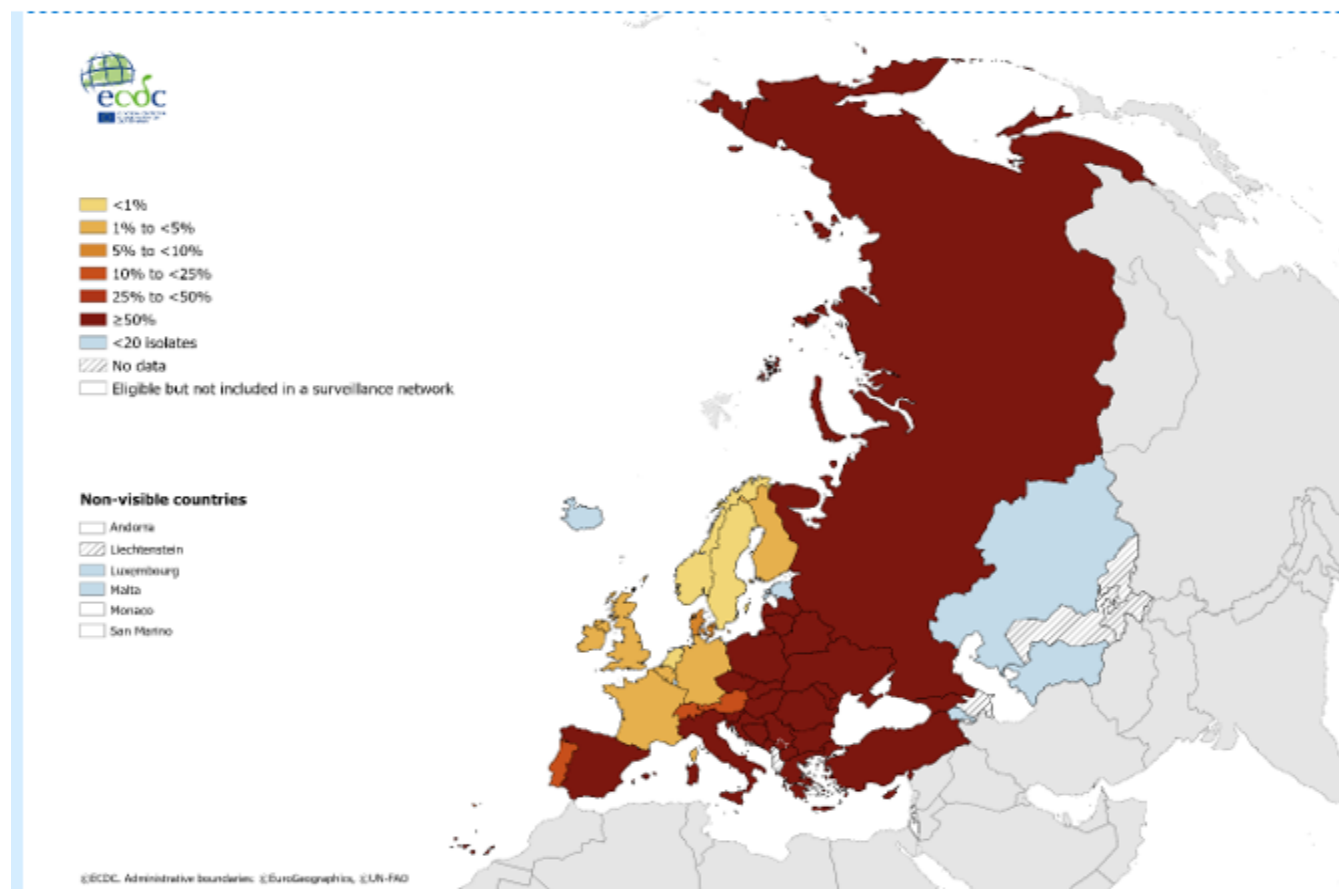 ecdc
<1%
1% to <5%
5% to <10%
10% to <25%
25% to <50%
≥50%
<20 isolates
No data
Eligible but not included in a surveillance network
Non-visible countries
Andorra
Liechtenstein
Luxembourg
Malta
Monaco
San Marino
©ECDC. Administrative boundaries: ©EuroGeographics, ©UN-FAO